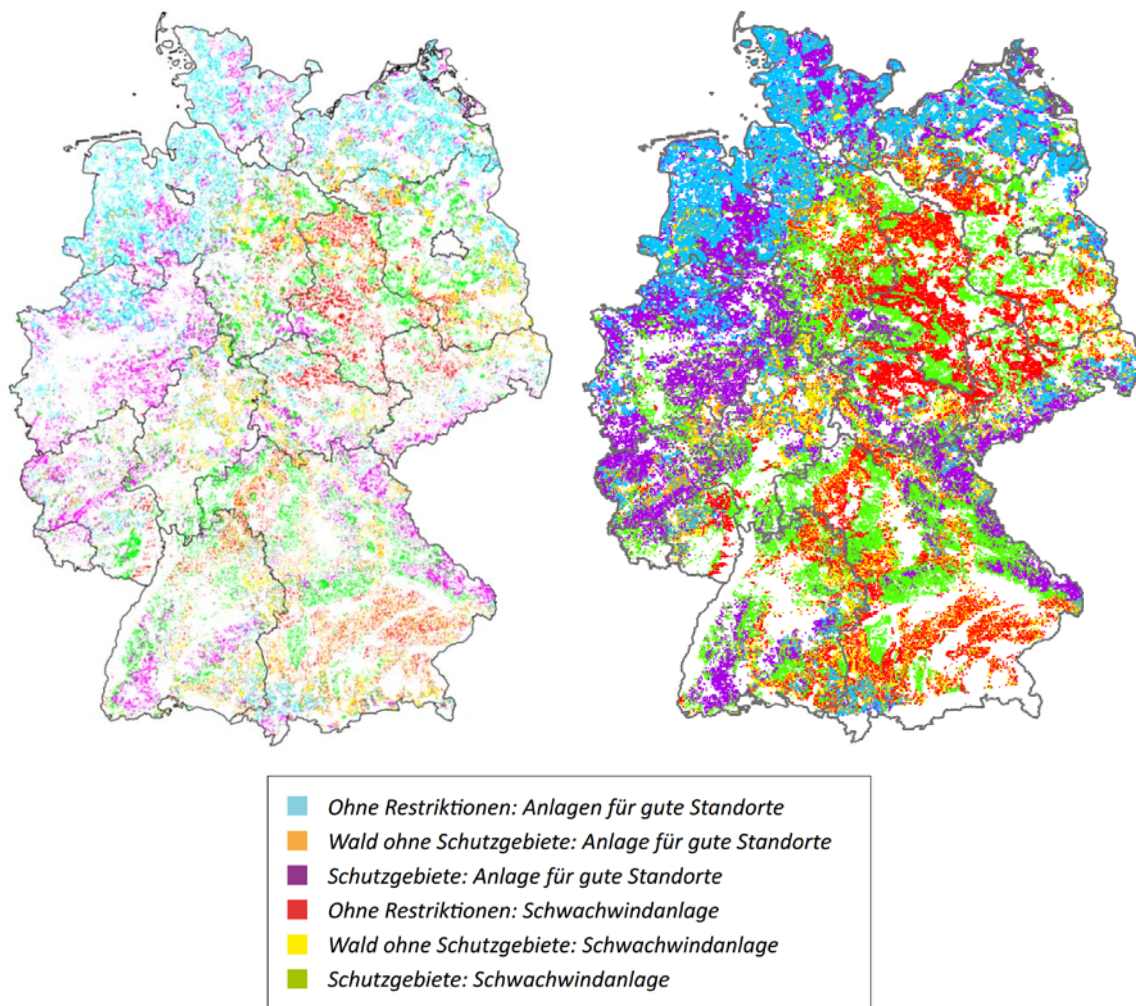 Ohne Restriktionen: Anlagen für gute Standorte
Wald ohne Schutzgebiete: Anlage für gute Standorte
Schutzgebiete: Anlage für gute Standorte
Ohne Restriktionen: Schwachwindanlage
Wald ohne Schutzgebiete: Schwachwindanlage
Schutzgebiete: Schwachwindanlage